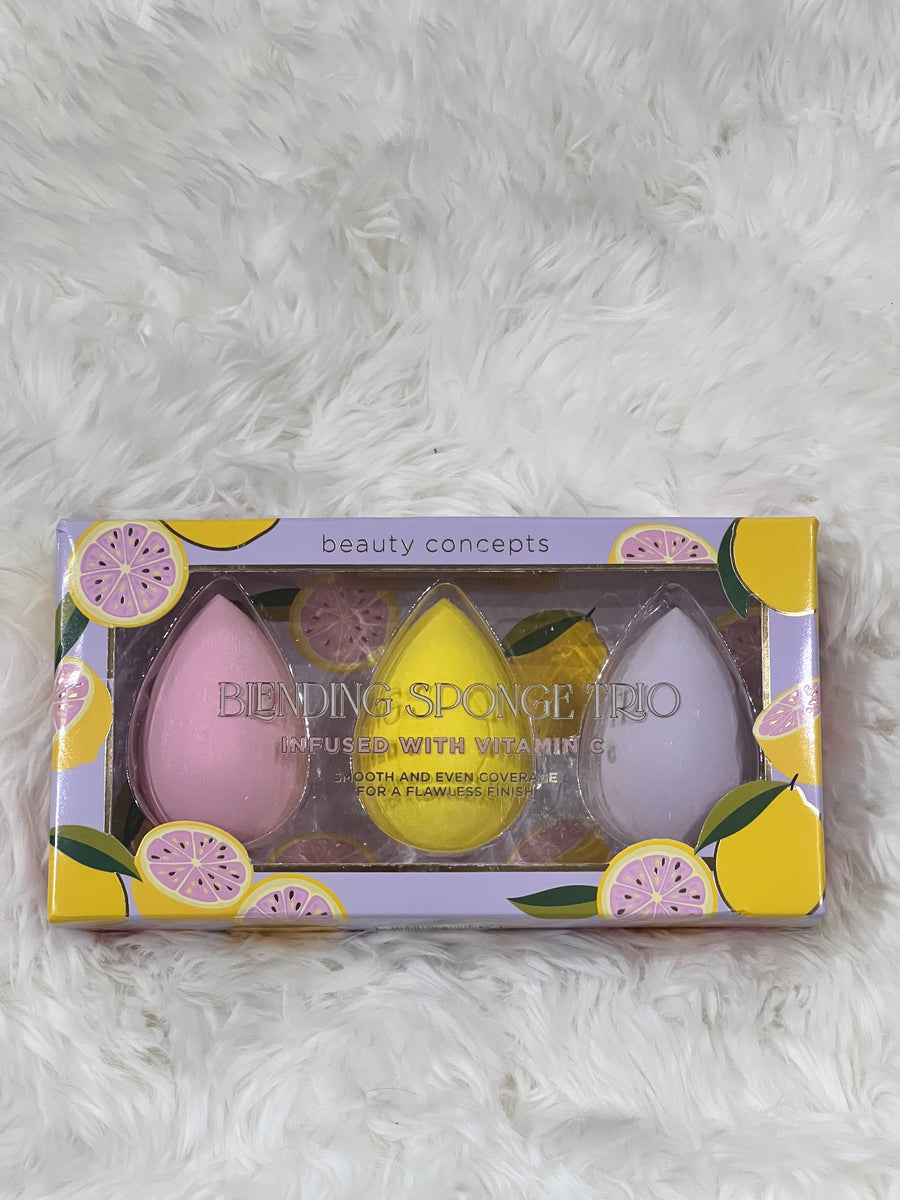 beauty concepts
BLENDING SPONGE TRIO
INFUSED WITH VITAMIN C
SMOOTH AND EVEN COVERAGE
FOR A FLAWLESS FINISH